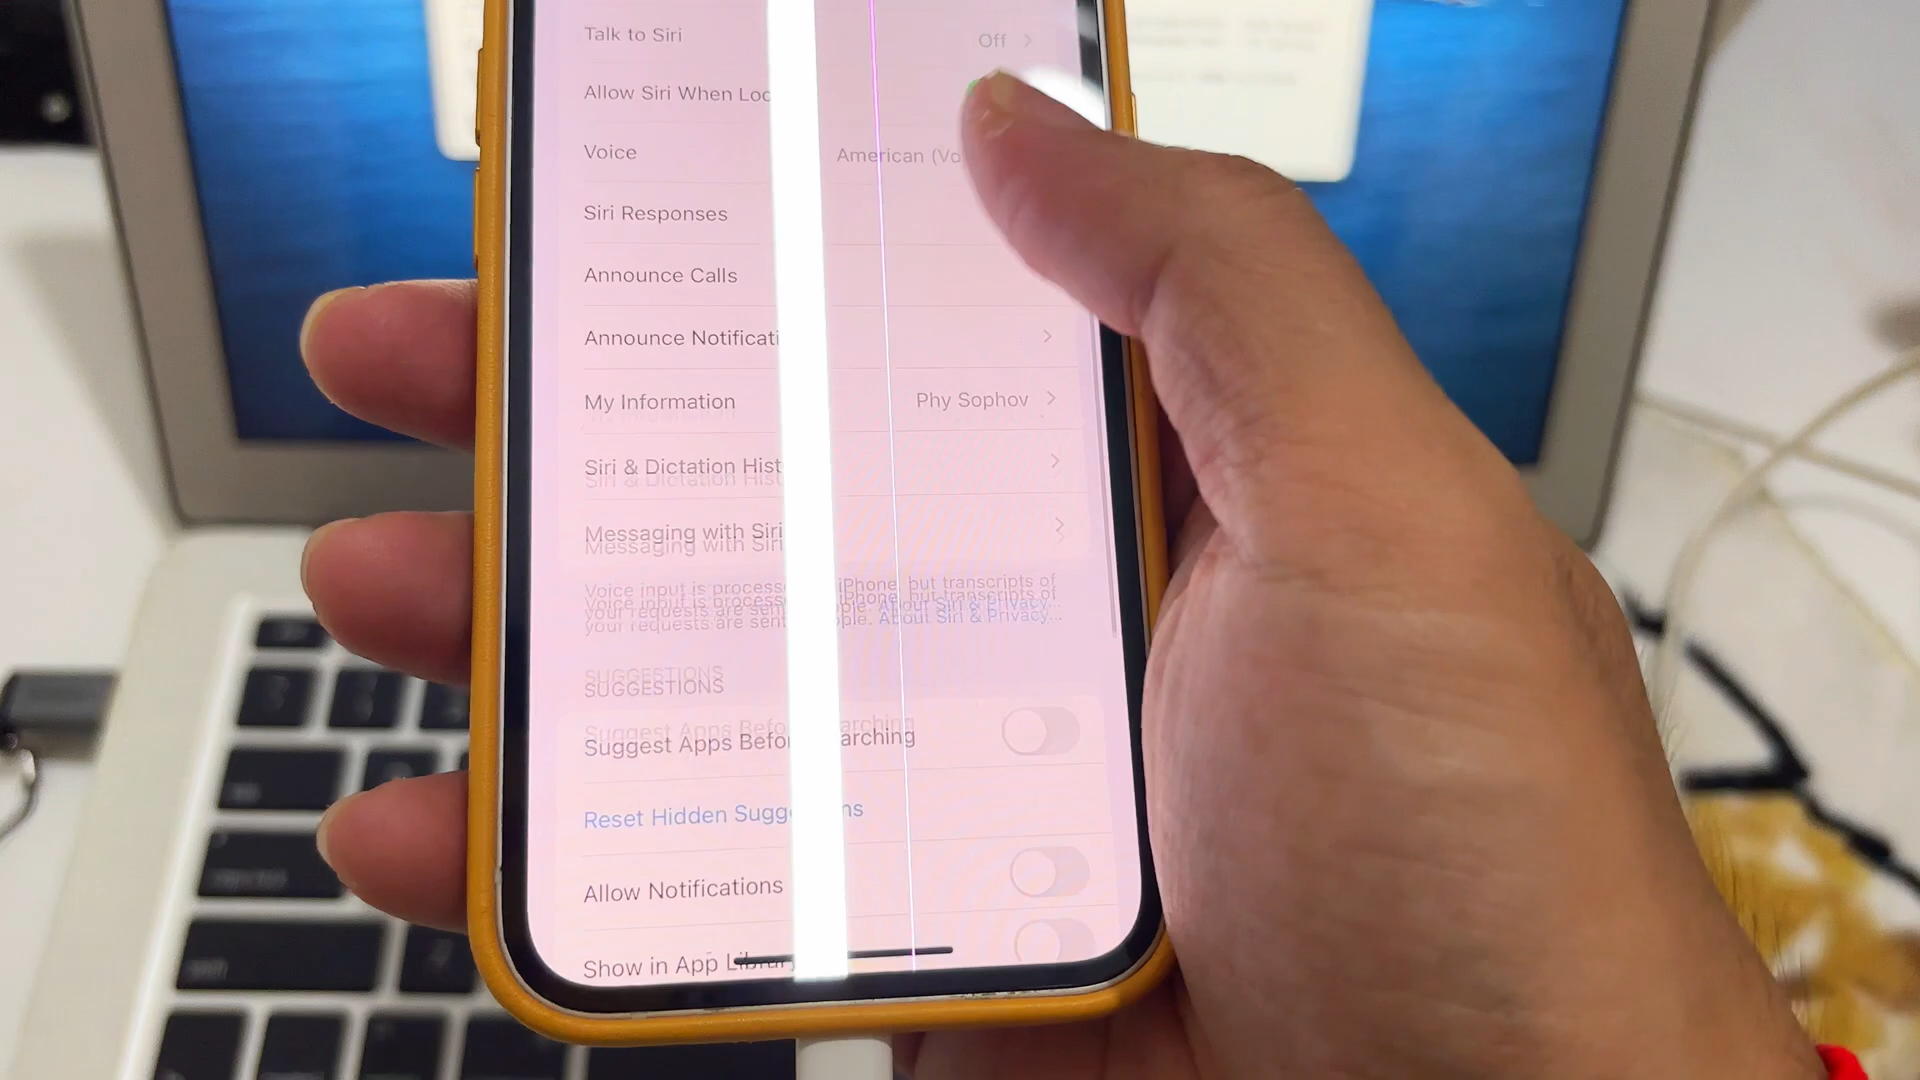 Talk to Siri Off
Allow Siri When Loc
Voice American (Vo
Siri Responses
Announce Calls
Announce Notificati
My Information Phy Sophov
Siri & Dictation Hist
Messaging with Siri
Voice input is process iPhone, but transcripts of
your requests are sent ple. About Siri & Privacy...
SUGGESTIONS
Suggest Apps Befo arching
Reset Hidden Sugge ns
Allow Notifications
Show in App Library